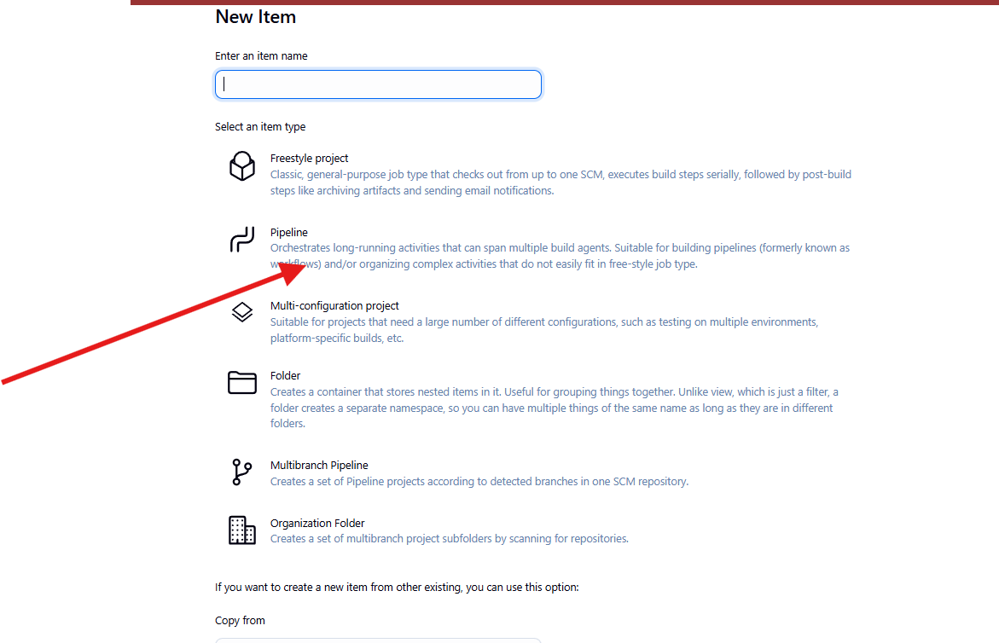 New Item
Enter an item name
Select an item type
Freestyle project
Classic, general-purpose job type that checks out from up to one SCM, executes build steps serially, followed by post-build
steps like archiving artifacts and sending email notifications.
Pipeline
Orchestrates long-running activities that can span multiple build agents. Suitable for building pipelines (formerly known as
workflows) and/or organizing complex activities that do not easily fit in free-style job type.
Multi-configuration project
Suitable for projects that need a large number of different configurations, such as testing on multiple environments,
platform-specific builds, etc.
Folder
Creates a container that stores nested items in it. Useful for grouping things together. Unlike view, which is just a filter, a
folder creates a separate namespace, so you can have multiple things of the same name as long as they are in different
folders.
Multibranch Pipeline
Creates a set of Pipeline projects according to detected branches in one SCM repository.
Organization Folder
Creates a set of multibranch project subfolders by scanning for repositories.
If you want to create a new item from other existing, you can use this option:
Copy from